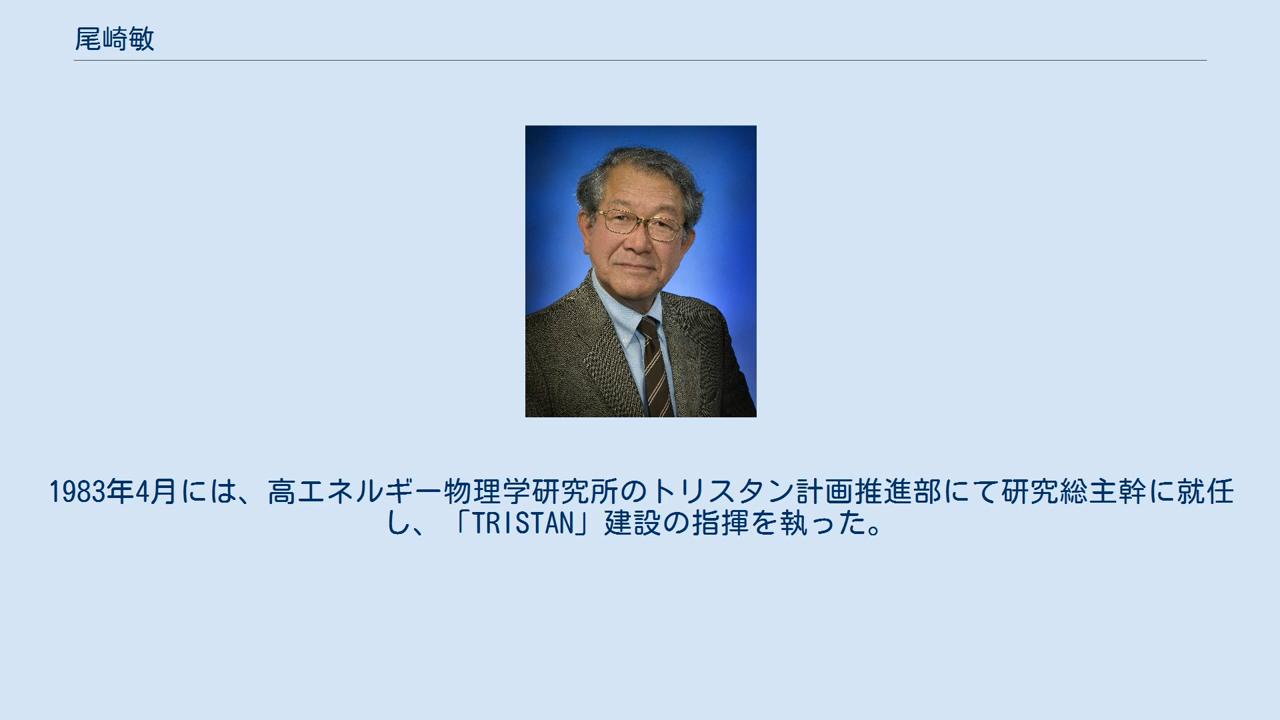 尾崎敏
1983年4月には、高エネルギー物理学研究所のトリスタン計画推進部にて研究総主幹に就任
し、「TRISTAN」建設の指揮を執った。